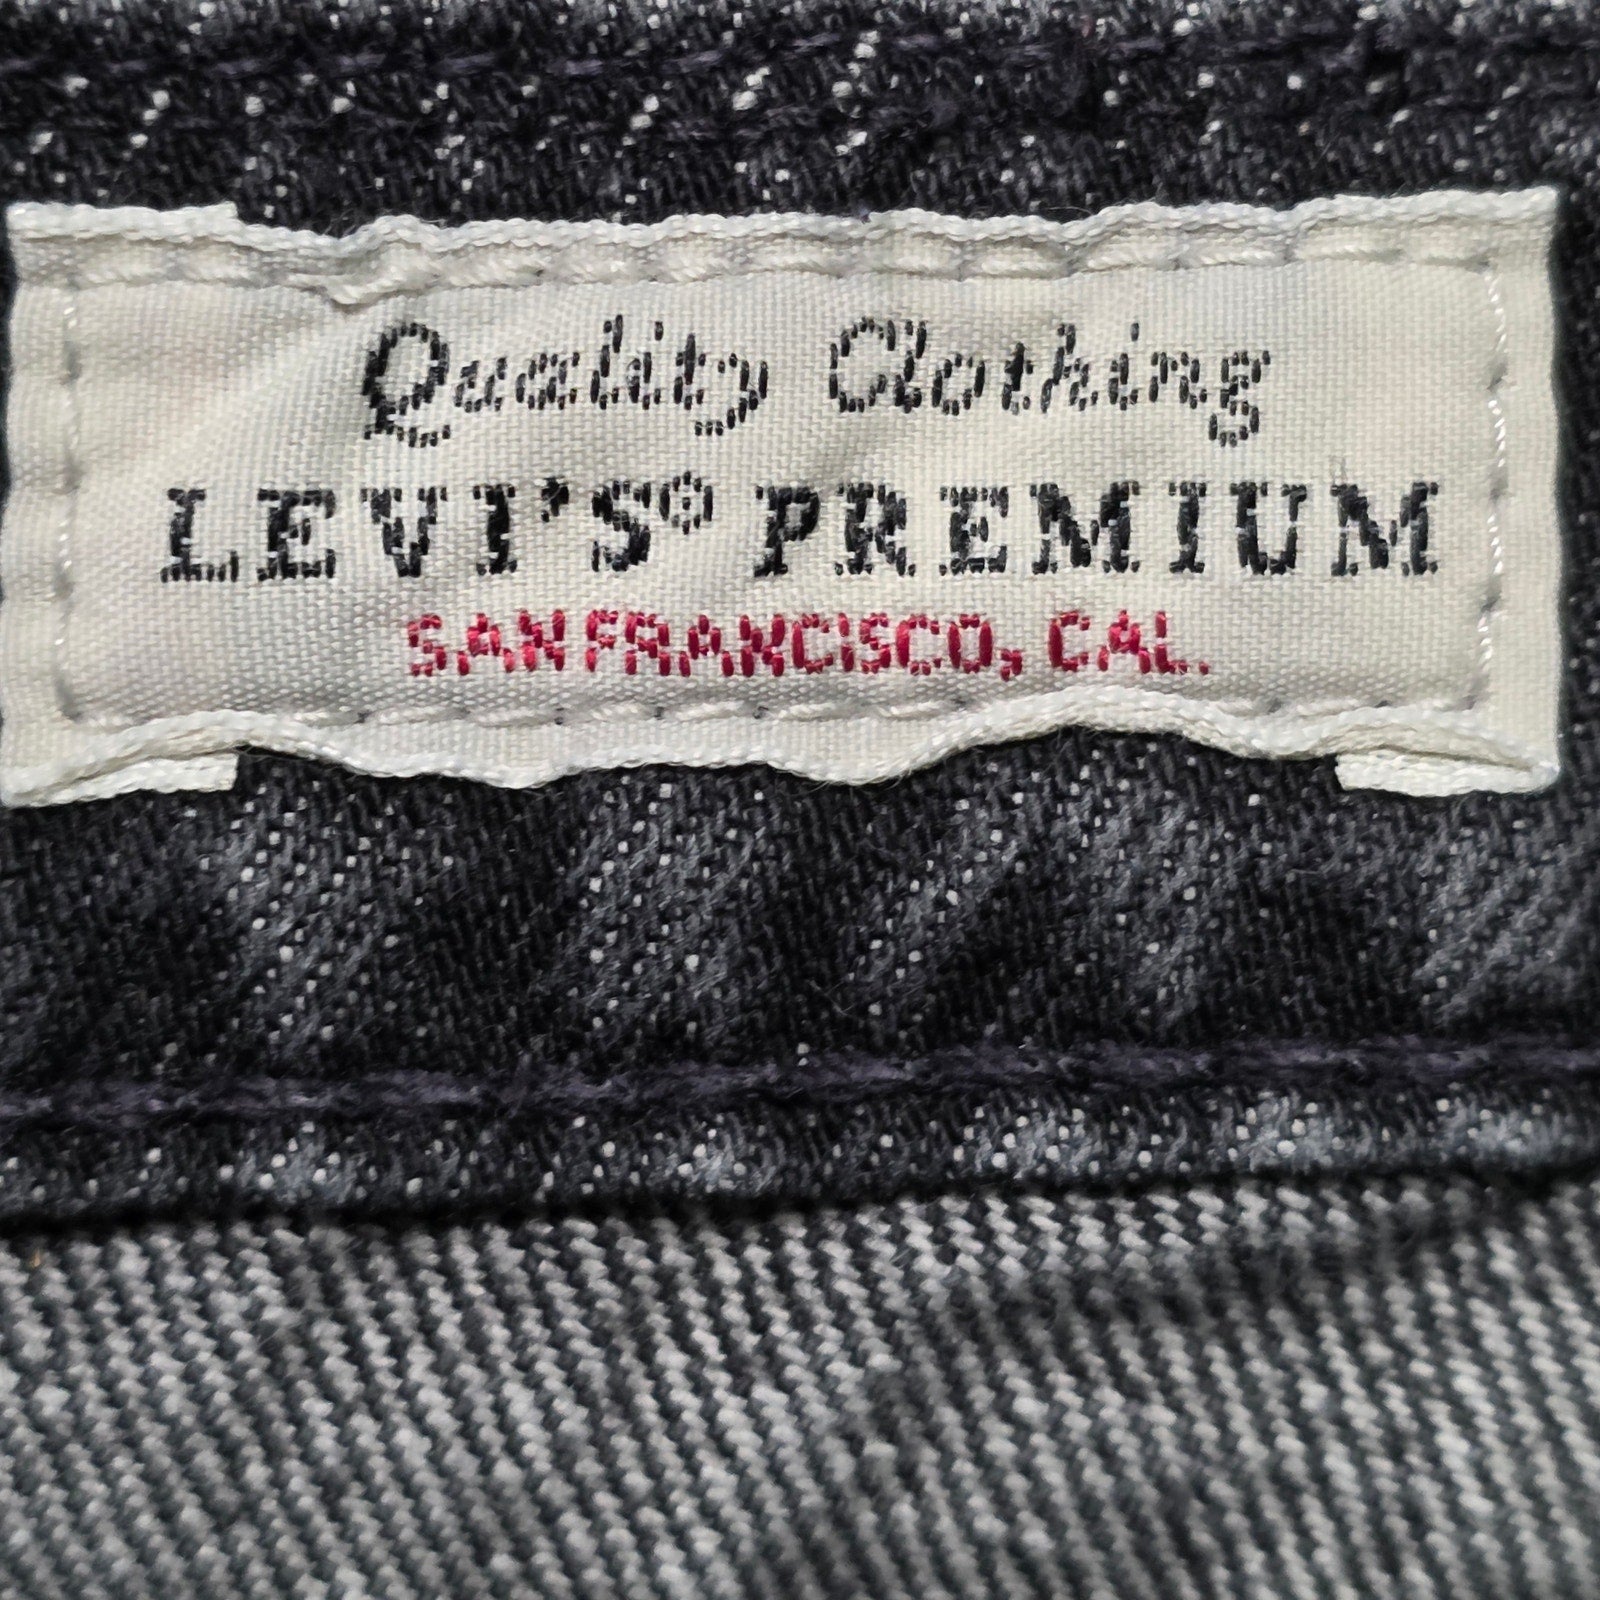 Quality Clothing
LEVI'S® PREMIUM
SAN FRANCISCO, CAL.